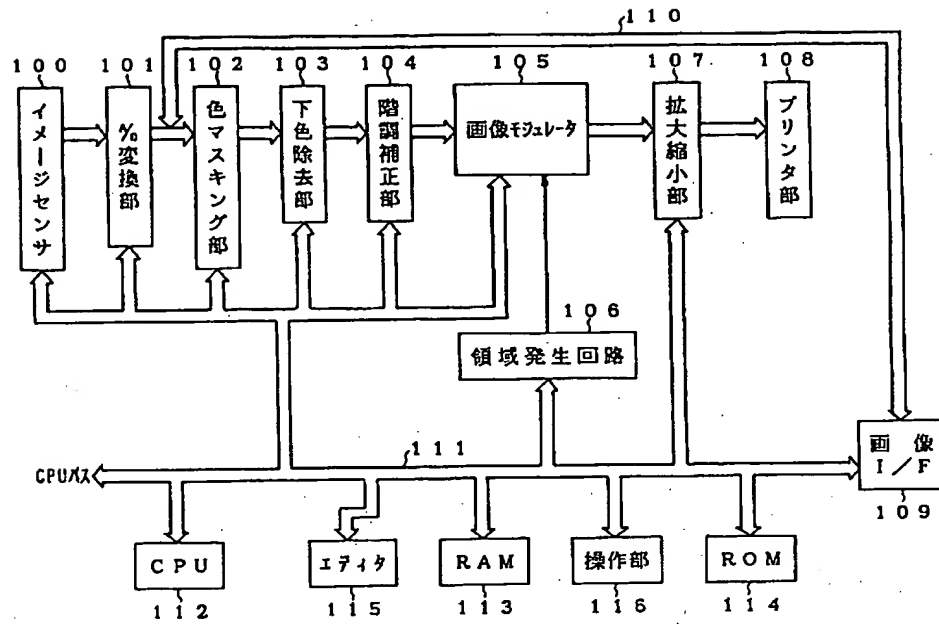 110
100 101 102 103 104 105 107 108
イメージセンサ
A/D変換部
色マスキング部
下色除去部
階調補正部
画像モジュレータ
拡大縮小部
プリンタ部
106
領域発生回路
111
CPUバス
画像
I/F
109
CPU
エディタ
RAM
操作部
ROM
112 115 113 116 114